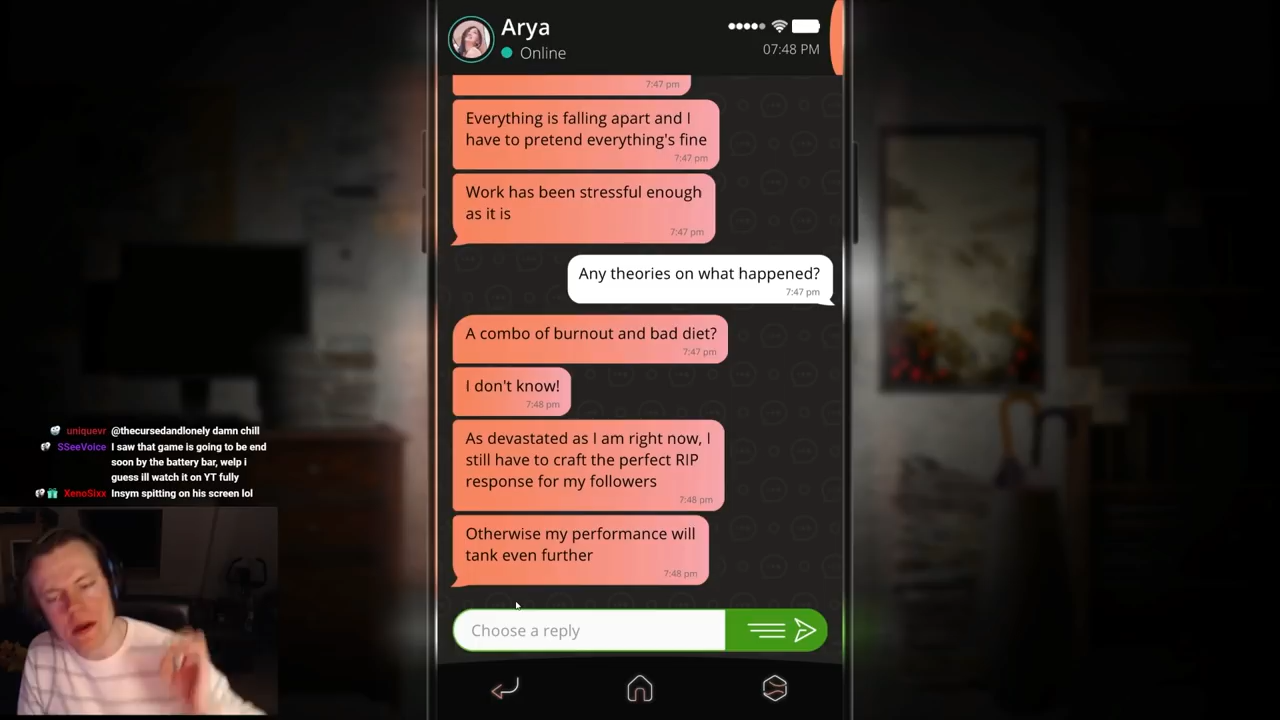 Arya
Online
07:48 PM
7:47 pm
Everything is falling apart and I
have to pretend everything's fine
7:47 pm
Work has been stressful enough
as it is
7:47 pm
Any theories on what happened?
7:47 pm
A combo of burnout and bad diet?
7:47 pm
I don't know!
7:48 pm
As devastated as I am right now, I
still have to craft the perfect RIP
response for my followers
7:48 pm
Otherwise my performance will
tank even further
7:48 pm
Choose a reply
uniquevr @thecursedandlonely damn chill
SSeeVoice I saw that game is going to be end
soon by the battery bar, welp i
guess ill watch it on YT fully
XenoSixx Insym spitting on his screen lol